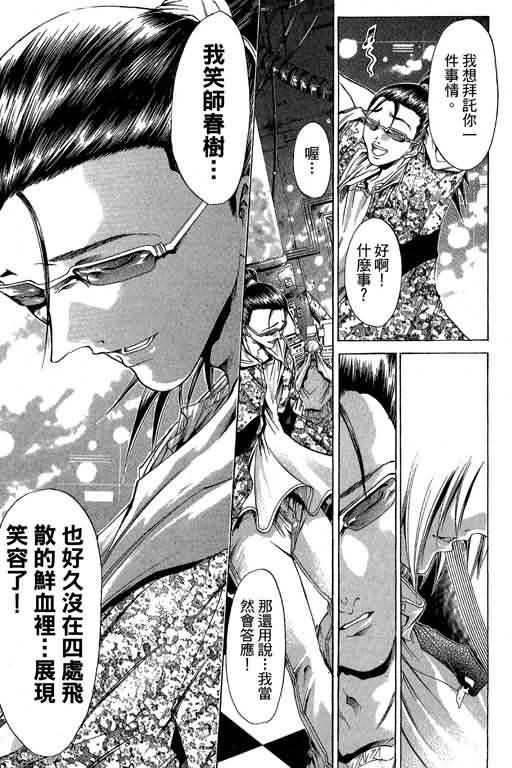 我想拜託你一
件事情。
好啊！
什麼事？
喔…
那還用說…我當
然會答應！
我笑師春樹…
也好久沒在四處飛
散的鮮血裡…展現
笑容了！